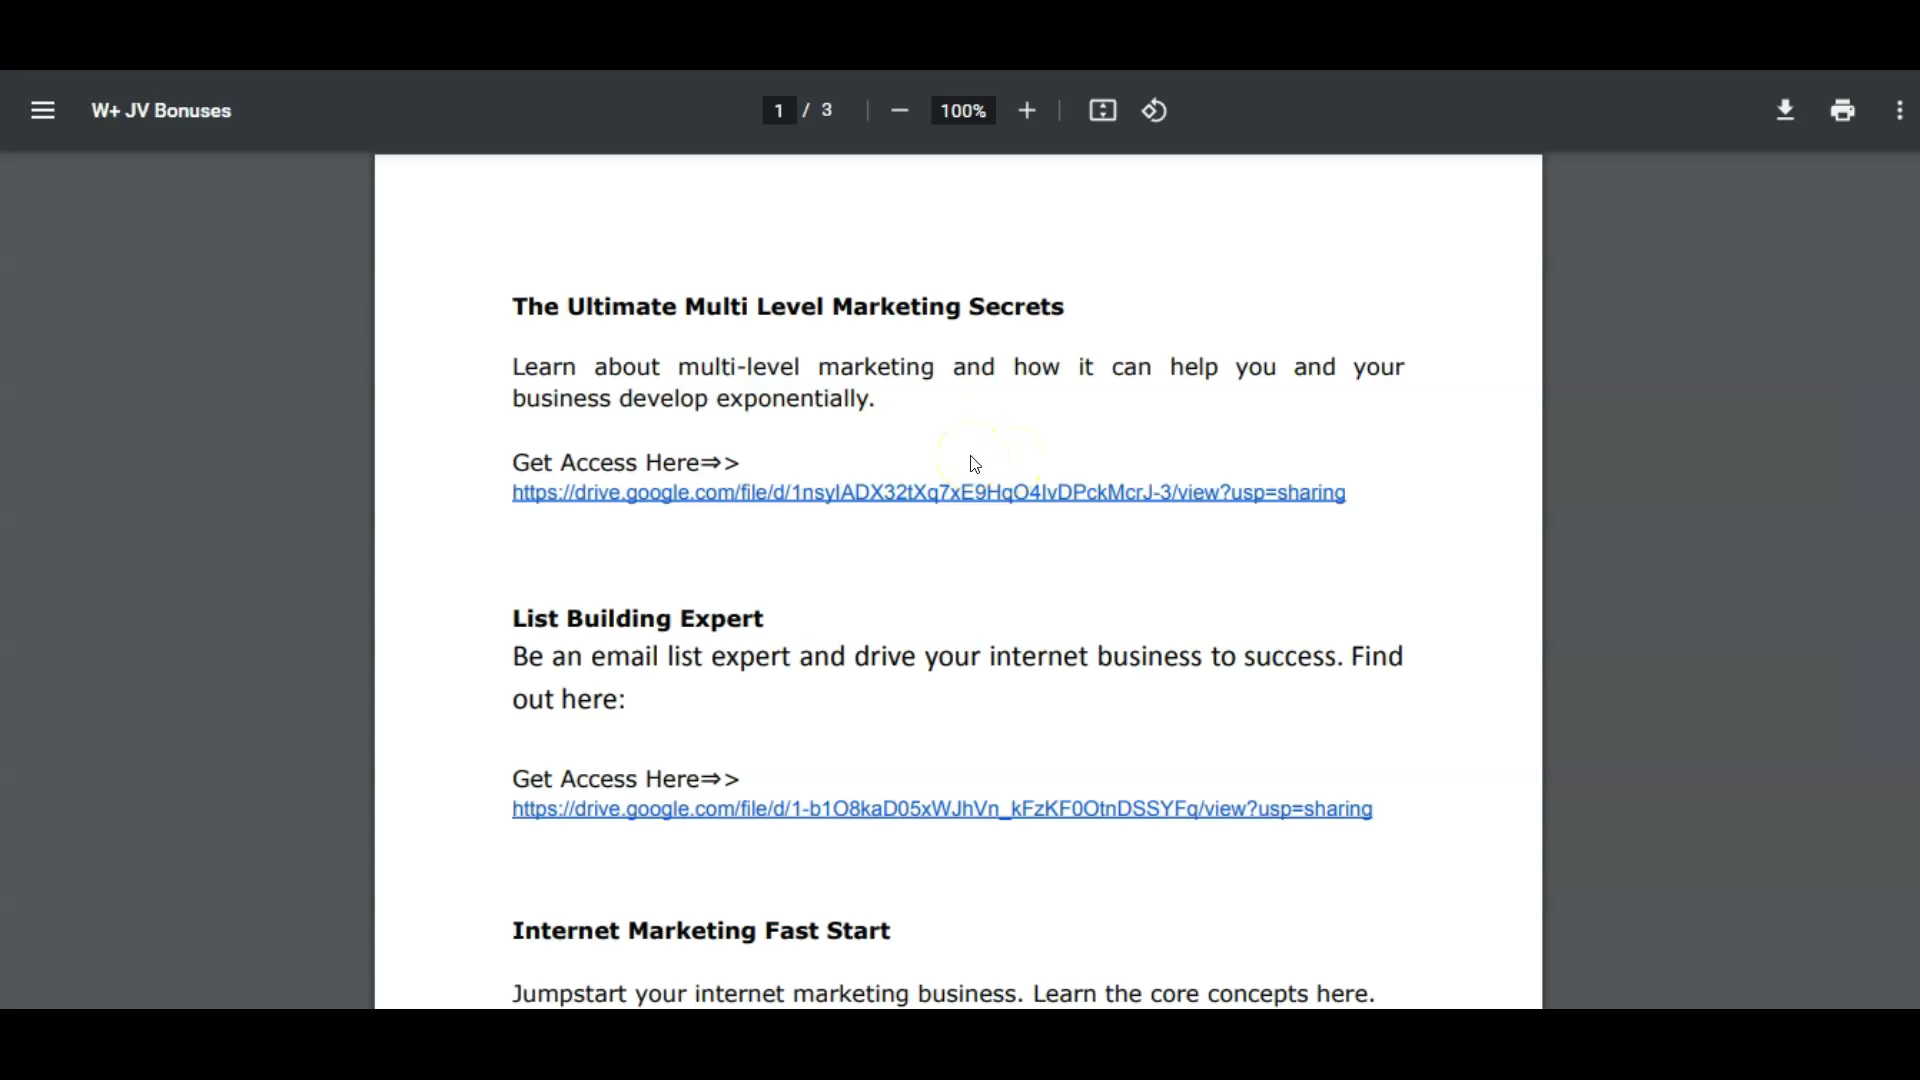 W+ JV Bonuses
1 / 3
100%
The Ultimate Multi Level Marketing Secrets
Learn about multi-level marketing and how it can help you and your
business develop exponentially.
Get Access Here⇒>
https://drive.google.com/file/d/1nsyIADX32tXq7xE9HqO4IvDPckMcrJ-3/view?usp=sharing
List Building Expert
Be an email list expert and drive your internet business to success. Find
out here:
Get Access Here⇒>
https://drive.google.com/file/d/1-b1O8kaD05xWJhVn_kFzKF0OtnDSSYFq/view?usp=sharing
Internet Marketing Fast Start
Jumpstart your internet marketing business. Learn the core concepts here.